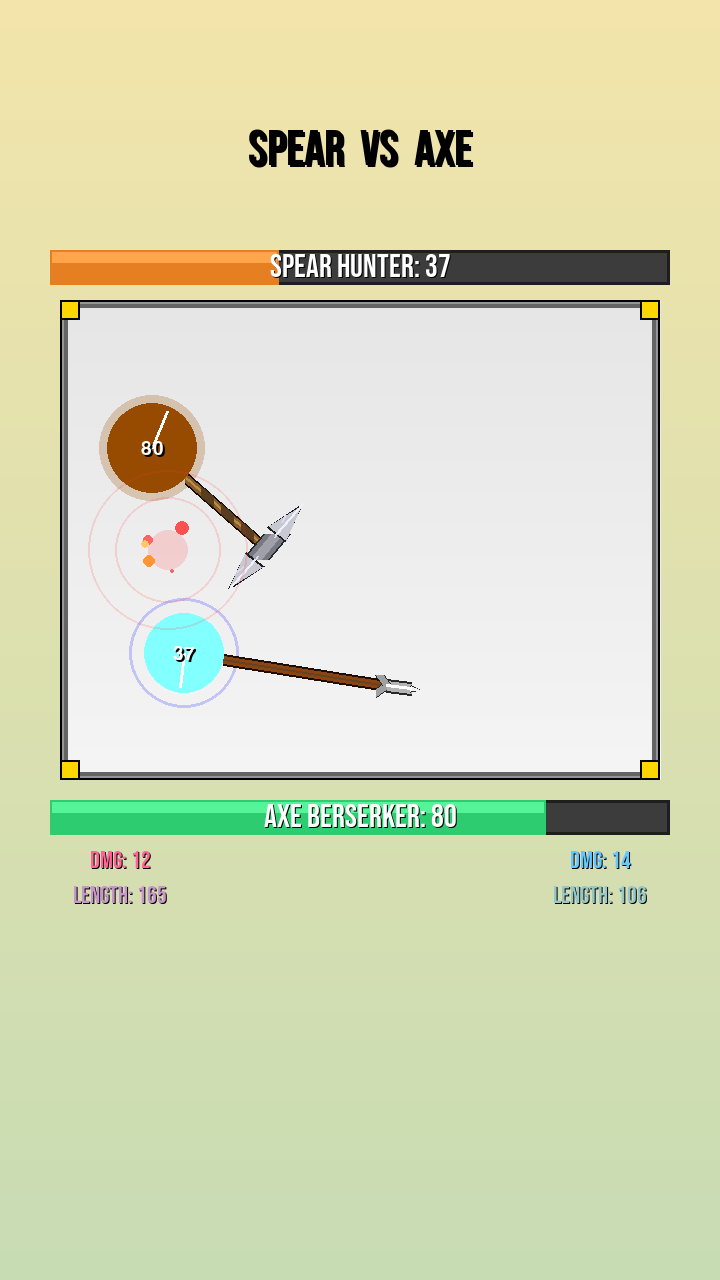 SPEAR VS AXE
SPEAR HUNTER: 37
80
37
AXE BERSERKER: 80
DMG: 12
DMG: 14
LENGTH: 165
LENGTH: 106